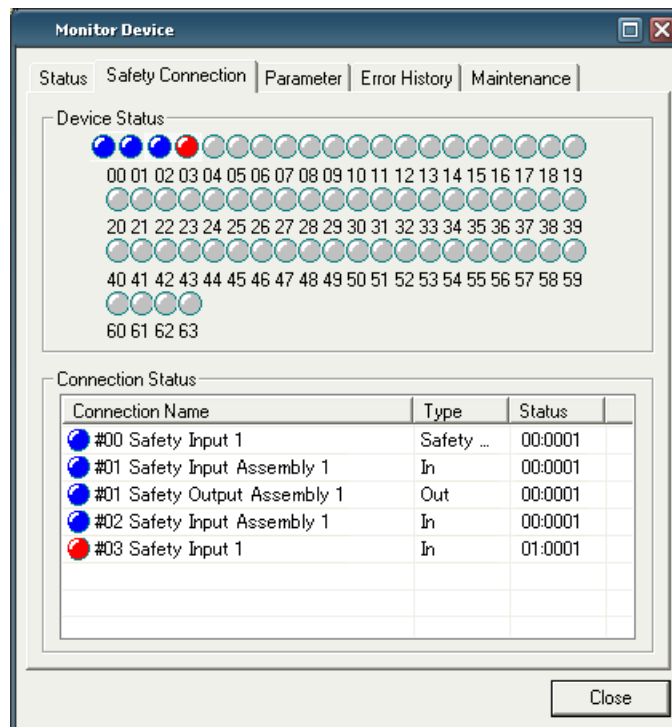 Monitor Device
Status Safety Connection Parameter Error History Maintenance
Device Status
00 01 02 03 04 05 06 07 08 09 10 11 12 13 14 15 16 17 18 19
20 21 22 23 24 25 26 27 28 29 30 31 32 33 34 35 36 37 38 39
40 41 42 43 44 45 46 47 48 49 50 51 52 53 54 55 56 57 58 59
60 61 62 63
Connection Status
Connection Name Type Status
#00 Safety Input 1 Safety ... 00:0001
#01 Safety Input Assembly 1 In 00:0001
#01 Safety Output Assembly 1 Out 00:0001
#02 Safety Input Assembly 1 In 00:0001
#03 Safety Input 1 In 01:0001
Close